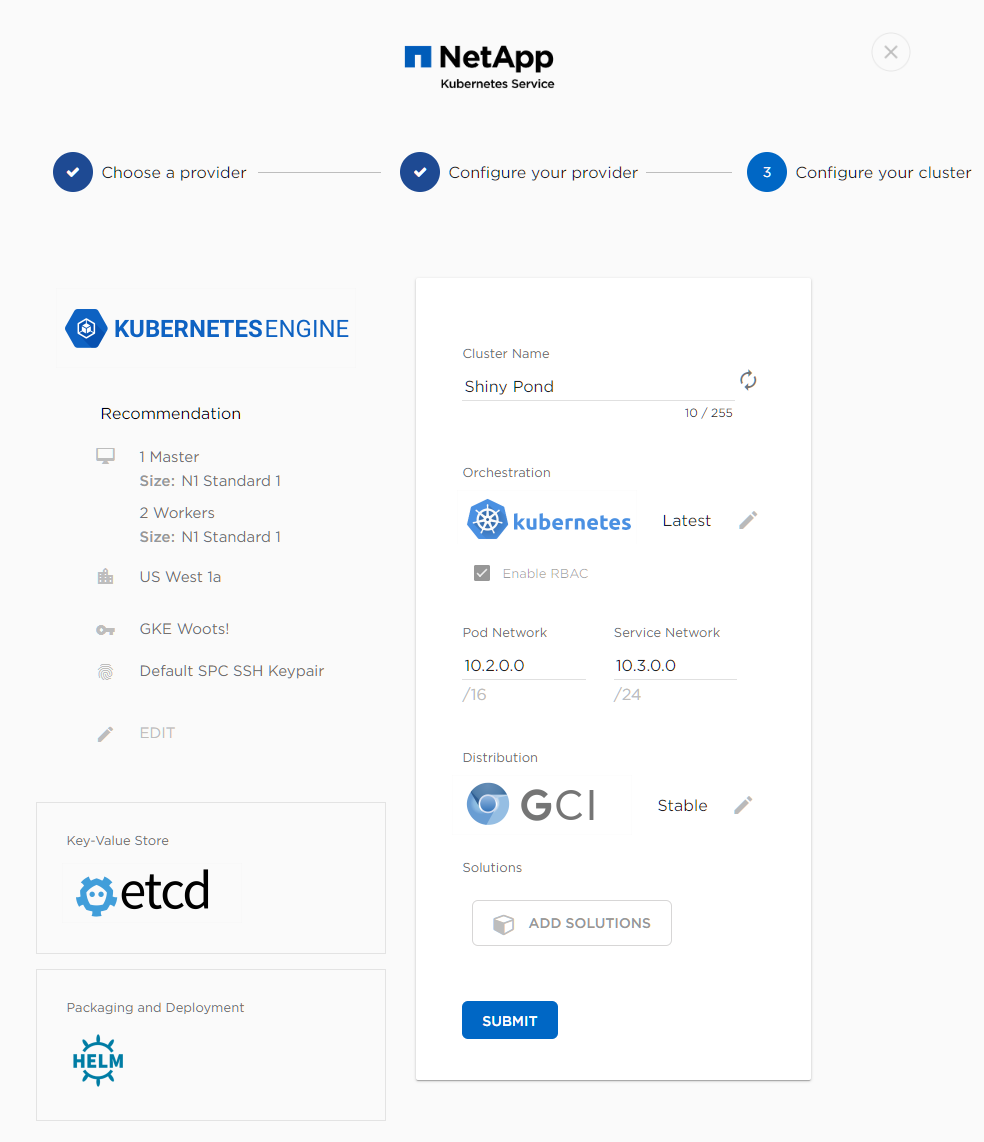 NetApp
Kubernetes Service
Choose a provider
Configure your provider
3
Configure your cluster
KUBERNETES ENGINE
Recommendation
1 Master
Size: N1 Standard 1
2 Workers
Size: N1 Standard 1
US West 1a
GKE Woots!
Default SPC SSH Keypair
EDIT
Key-Value Store
etcd
Packaging and Deployment
HELM
Cluster Name
Shiny Pond
10 / 255
Orchestration
kubernetes Latest
Enable RBAC
Pod Network Service Network
10.2.0.0 10.3.0.0
/16 /24
Distribution
GCI Stable
Solutions
ADD SOLUTIONS
SUBMIT